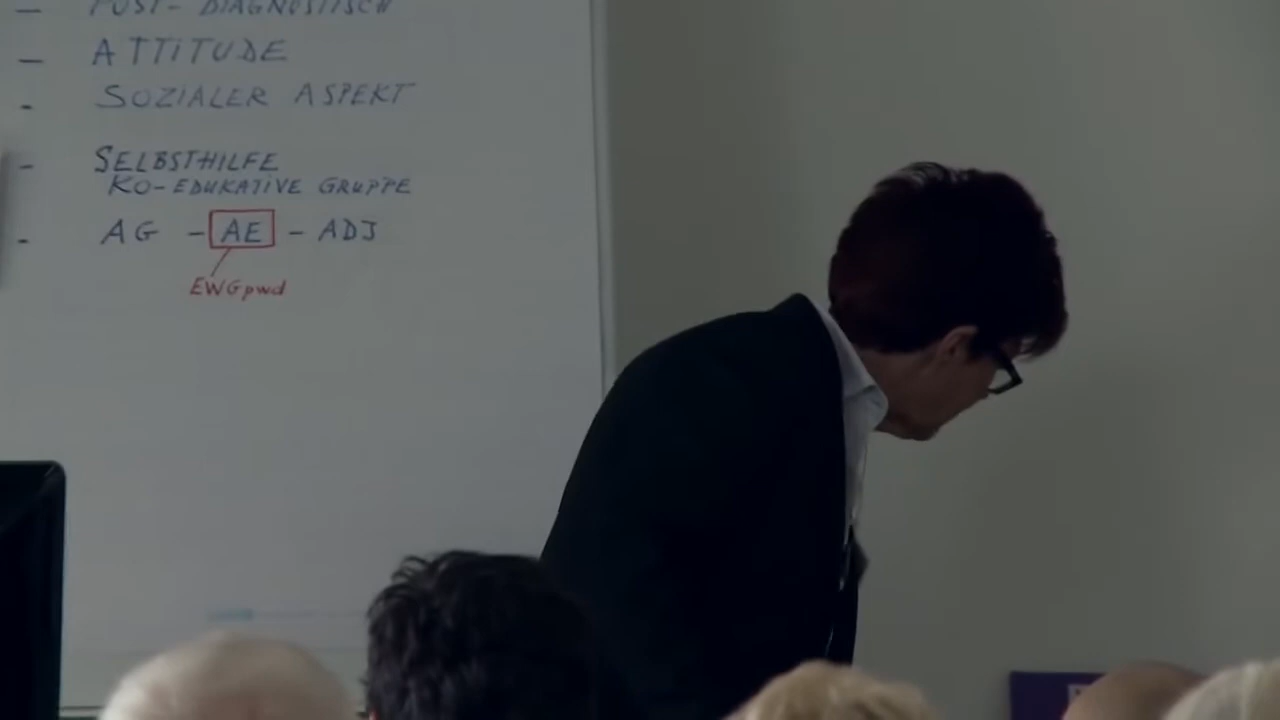 - POST-DIAGNOSTISCH
- ATTITUDE
- SOZIALER ASPEKT
- SELBSTHILFE
KO-EDUKATIVE GRUPPE
- AG - AE - ADJ
EWGpwd